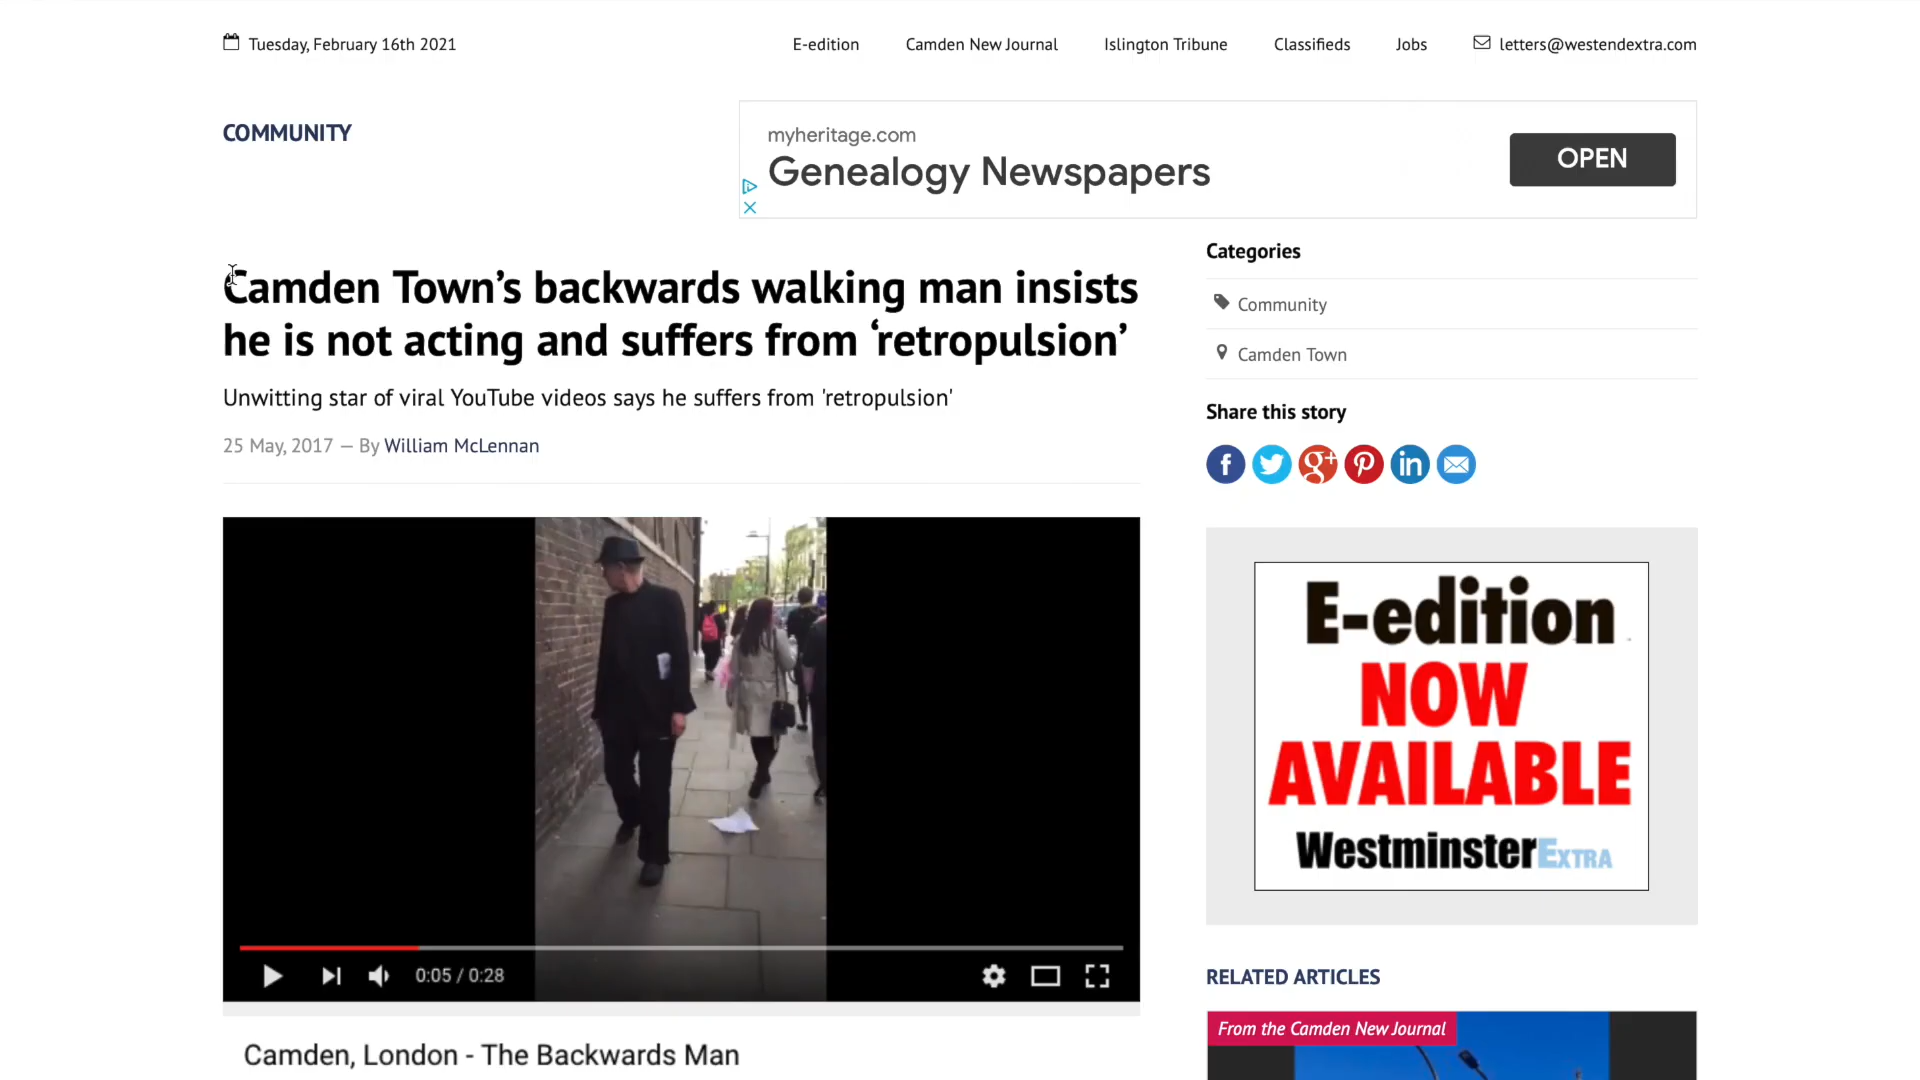 Tuesday, February 16th 2021
E-edition
Camden New Journal
Islington Tribune
Classifieds
Jobs
letters@westendextra.com
COMMUNITY
myheritage.com
Genealogy Newspapers
OPEN
Camden Town’s backwards walking man insists
he is not acting and suffers from ‘retropulsion’
Unwitting star of viral YouTube videos says he suffers from 'retropulsion'
25 May, 2017 — By William McLennan
Categories
Community
Camden Town
Share this story
E-edition
NOW
AVAILABLE
WestminsterEXTRA
0:05 / 0:28
Camden, London - The Backwards Man
RELATED ARTICLES
From the Camden New Journal